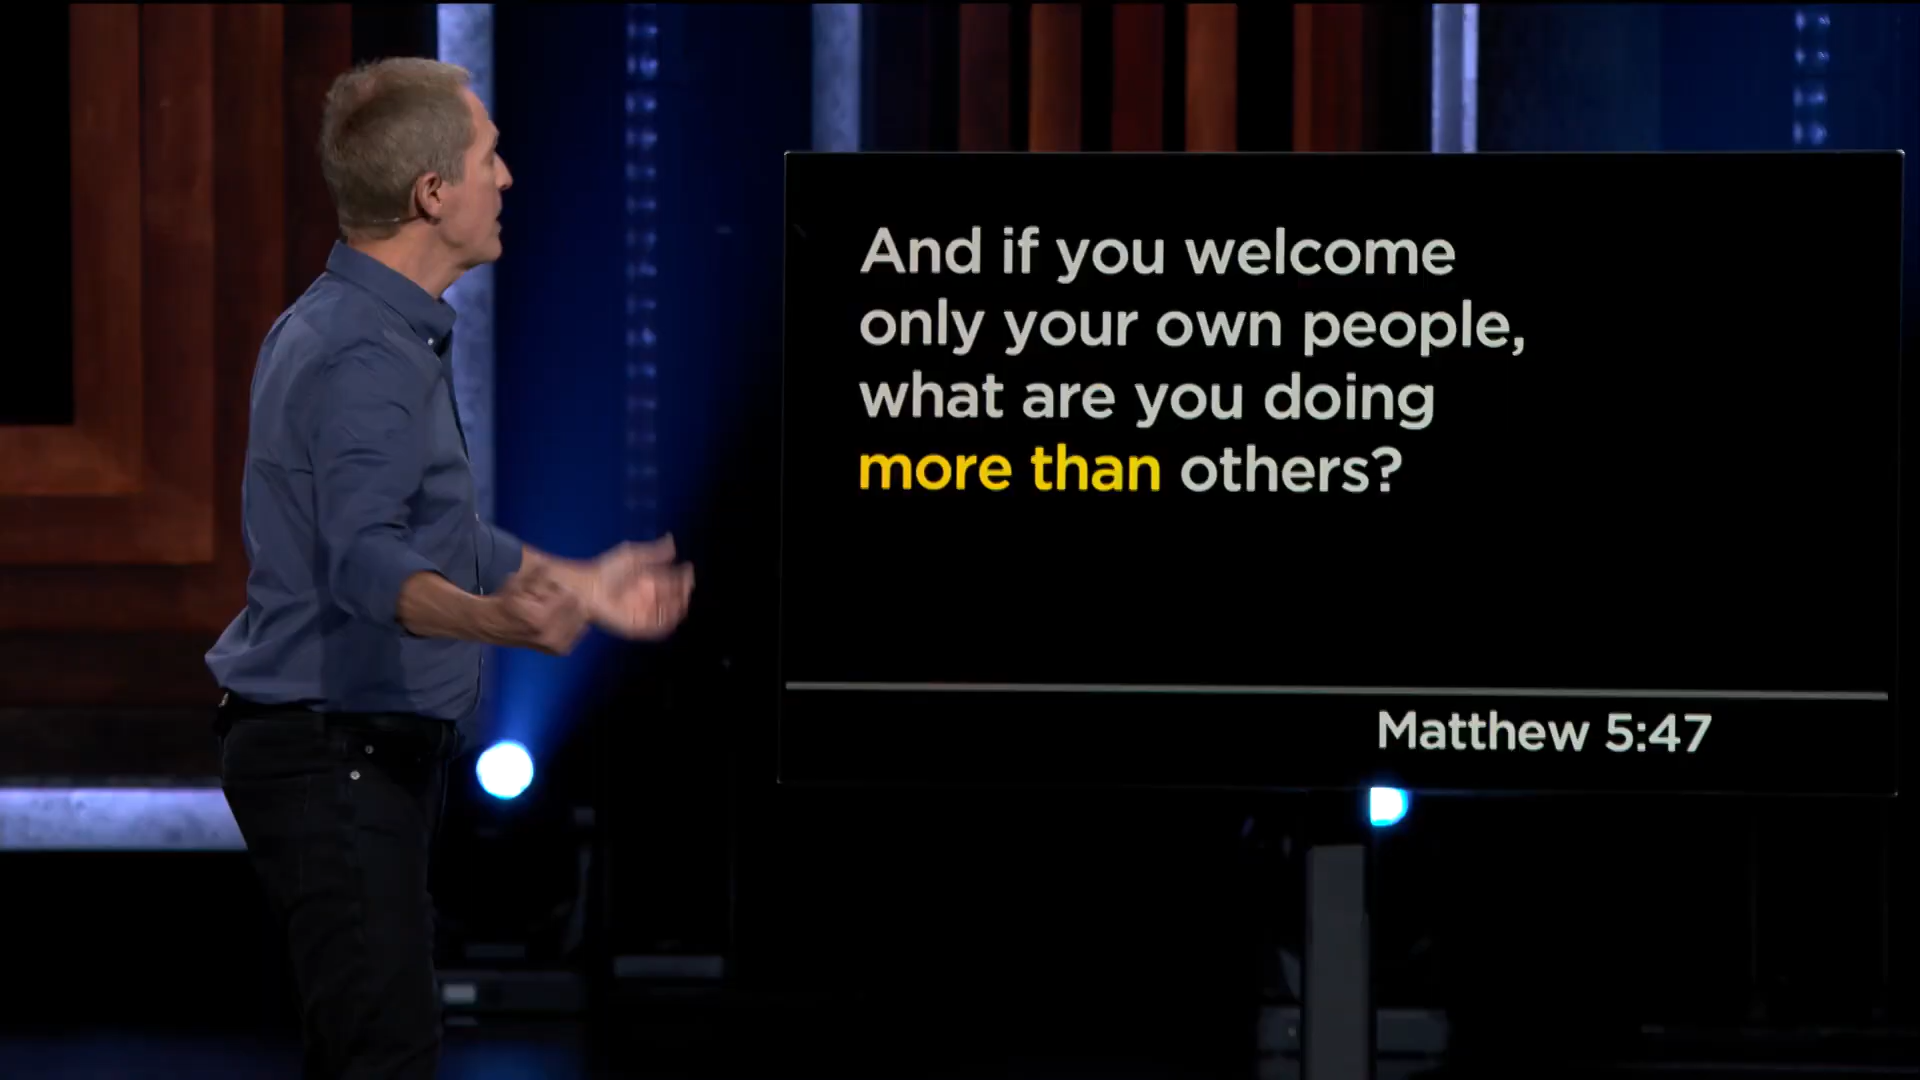 And if you welcome
only your own people,
what are you doing
more than others?
Matthew 5:47